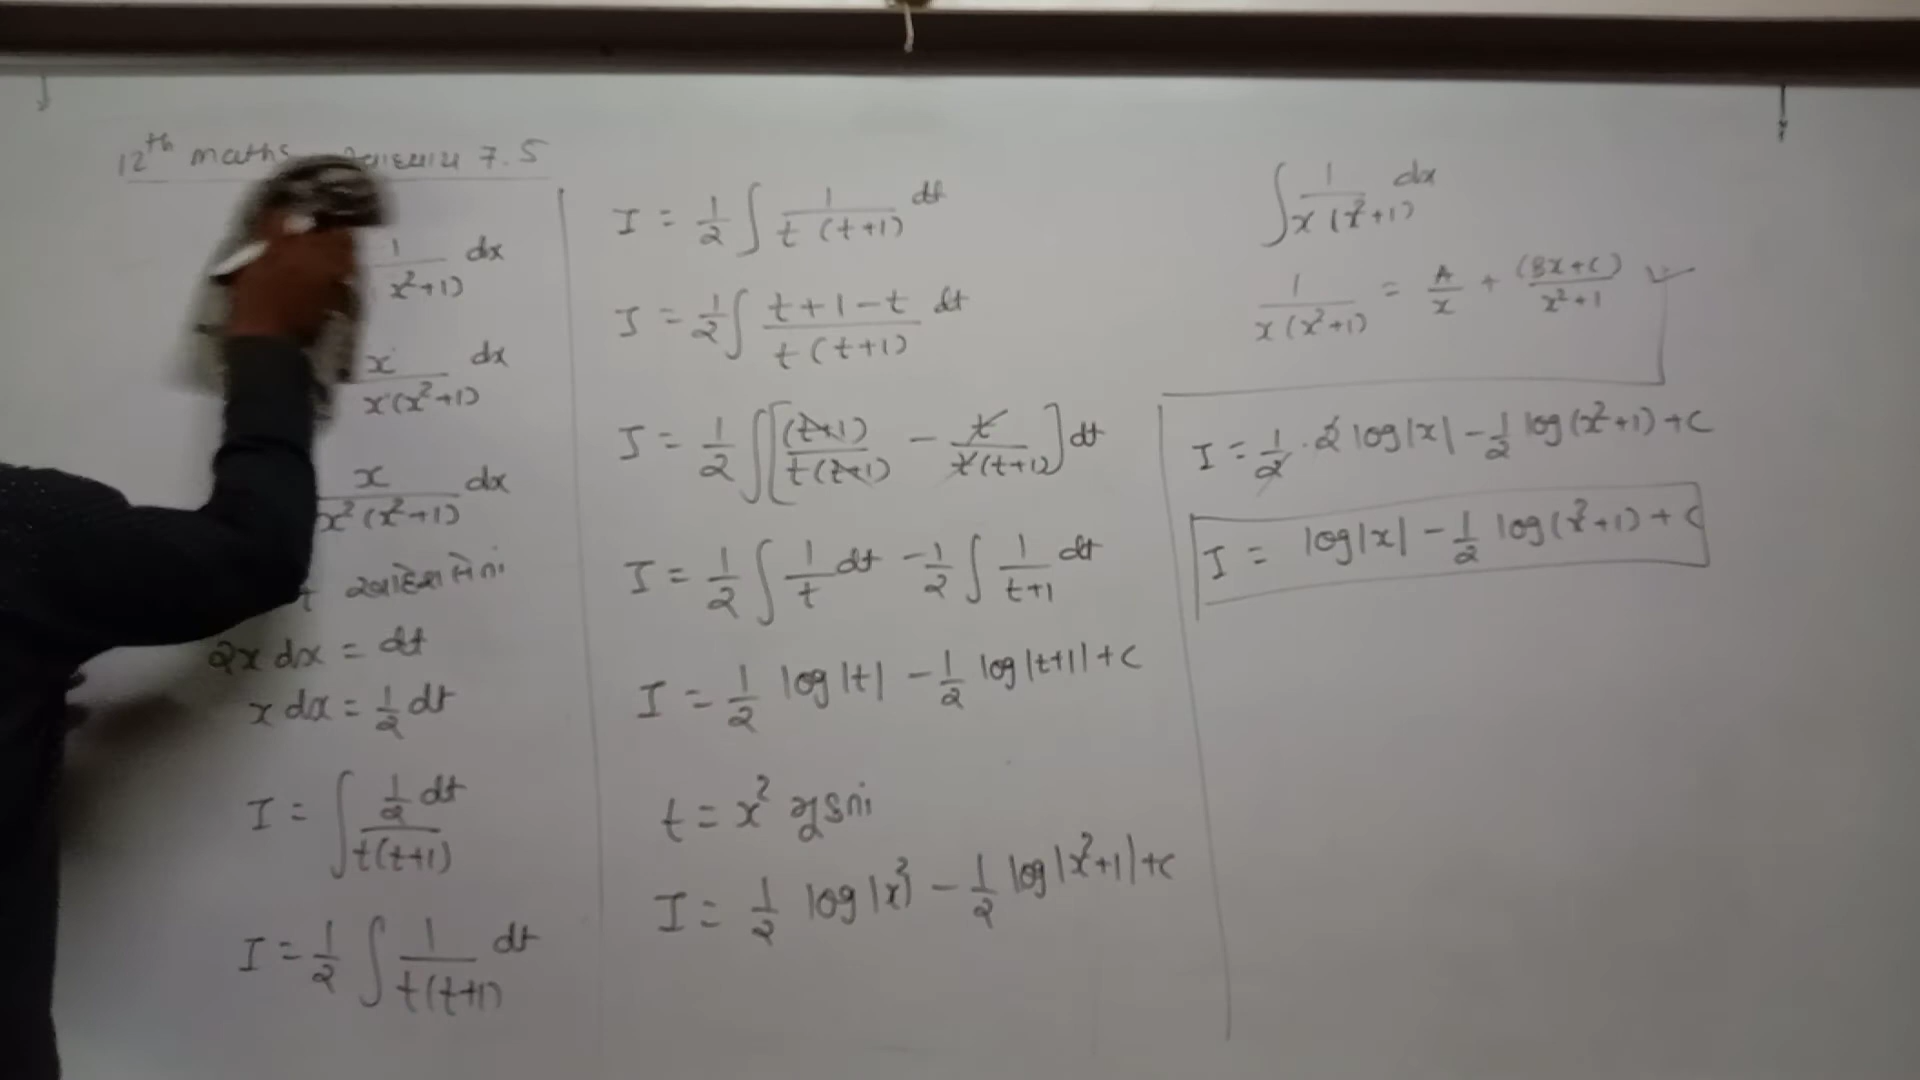 12th maths 7.5
1/(x²+1) dx
x/(x(x²+1)) dx
x/(x²(x²+1)) dx
t આદેશ લેતાં
2x dx = dt
x dx = 1/2 dt
I = ∫ (1/2 dt)/(t(t+1))
I = 1/2 ∫ 1/(t(t+1)) dt
I = 1/2 ∫ 1/(t(t+1)) dt
I = 1/2 ∫ (t+1-t)/(t(t+1)) dt
I = 1/2 ∫ [(t+1)/(t(t+1)) - t/(t(t+1))] dt
I = 1/2 ∫ 1/t dt - 1/2 ∫ 1/(t+1) dt
I = 1/2 log|t| - 1/2 log|t+1| + c
t = x² મૂકતાં
I = 1/2 log|x²| - 1/2 log|x²+1| + c
∫ 1/(x(x²+1)) dx
1/(x(x²+1)) = A/x + (Bx+C)/(x²+1)
I = 1/2 · 2 log|x| - 1/2 log(x²+1) + c
I = log|x| - 1/2 log(x²+1) + c